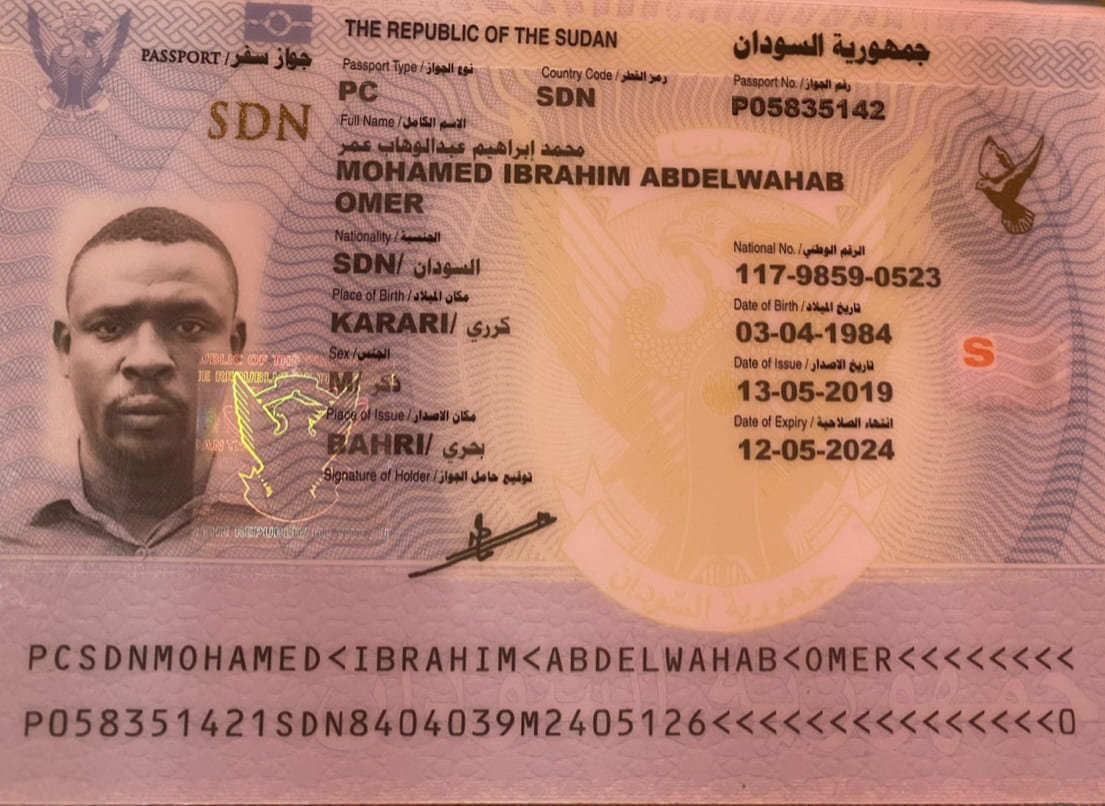 THE REPUBLIC OF THE SUDAN
جمهورية السودان
PASSPORT / جواز سفر
Passport Type / نوع الجواز
Country Code / رمز القطر
Passport No. / رقم الجواز
PC
SDN
P05835142
SDN
Full Name / الاسم الكامل
محمد إبراهيم عبدالوهاب عمر
MOHAMED IBRAHIM ABDELWAHAB
OMER
Nationality / الجنسية
National No. / الرقم الوطني
SDN/ السودان
117-9859-0523
Place of Birth / مكان الميلاد
Date of Birth / تاريخ الميلاد
KARARI/ كرري
03-04-1984
Sex / الجنس
Date of Issue / تاريخ الاصدار
S
M/ ذكر
13-05-2019
Place of Issue / مكان الاصدار
Date of Expiry / انتهاء الصلاحية
BAHRI/ بحري
12-05-2024
Signature of Holder / توقيع حامل الجواز
THE REPUBLIC
جمهورية السودان
PCSDNMOHAMED<IBRAHIM<ABDELWAHAB<OMER<<<<<<<<
P058351421SDN8404039M2405126<<<<<<<<<<<<<<<0